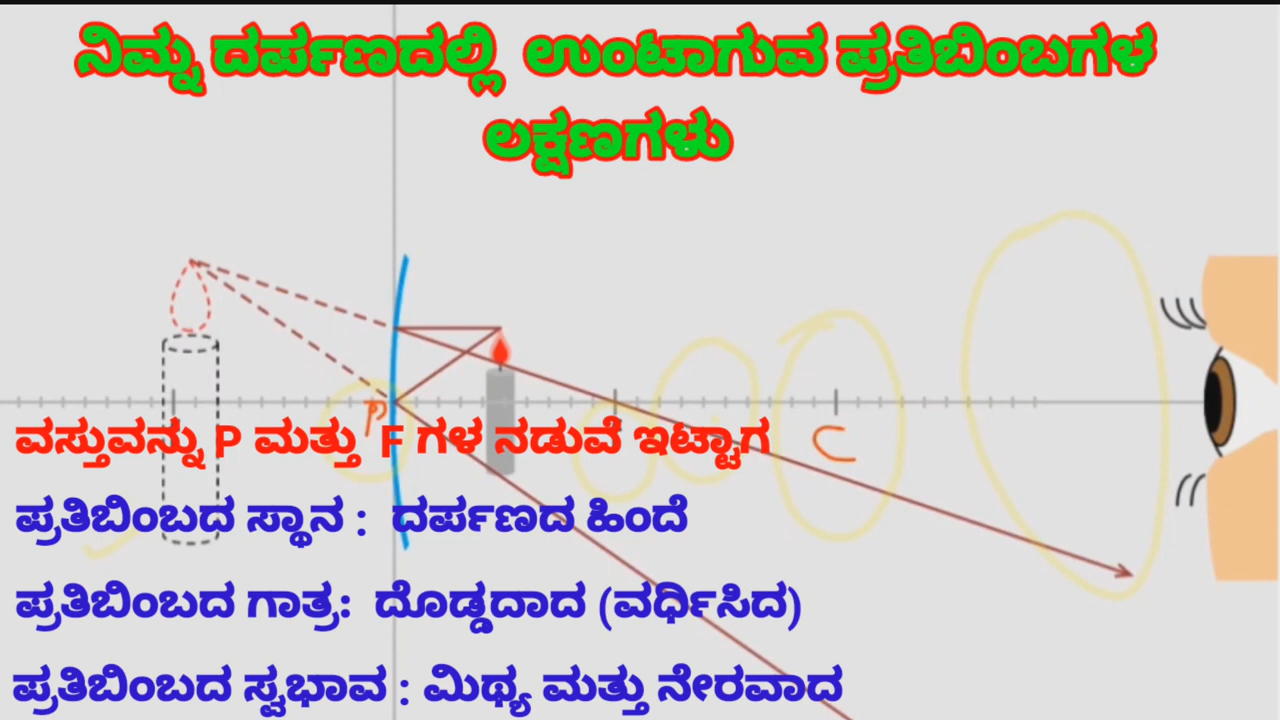 ನಿಮ್ನ ದರ್ಪಣದಲ್ಲಿ ಉಂಟಾಗುವ ಪ್ರತಿಬಿಂಬಗಳ
ಲಕ್ಷಣಗಳು
P
C
ವಸ್ತುವನ್ನು P ಮತ್ತು F ಗಳ ನಡುವೆ ಇಟ್ಟಾಗ
ಪ್ರತಿಬಿಂಬದ ಸ್ಥಾನ : ದರ್ಪಣದ ಹಿಂದೆ
ಪ್ರತಿಬಿಂಬದ ಗಾತ್ರ: ದೊಡ್ಡದಾದ (ವರ್ಧಿಸಿದ)
ಪ್ರತಿಬಿಂಬದ ಸ್ವಭಾವ : ಮಿಥ್ಯ ಮತ್ತು ನೇರವಾದ